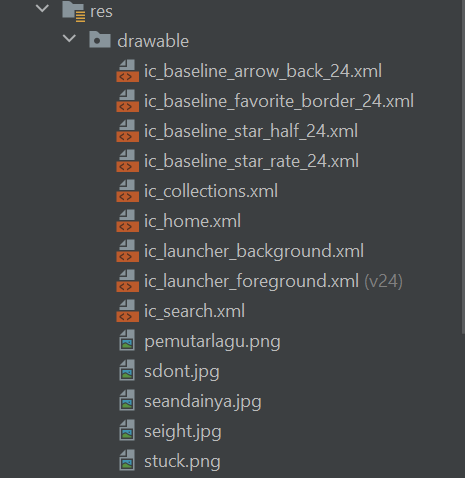 res
drawable
ic_baseline_arrow_back_24.xml
ic_baseline_favorite_border_24.xml
ic_baseline_star_half_24.xml
ic_baseline_star_rate_24.xml
ic_collections.xml
ic_home.xml
ic_launcher_background.xml
ic_launcher_foreground.xml (v24)
ic_search.xml
pemutarlagu.png
sdont.jpg
seandainya.jpg
seight.jpg
stuck.png